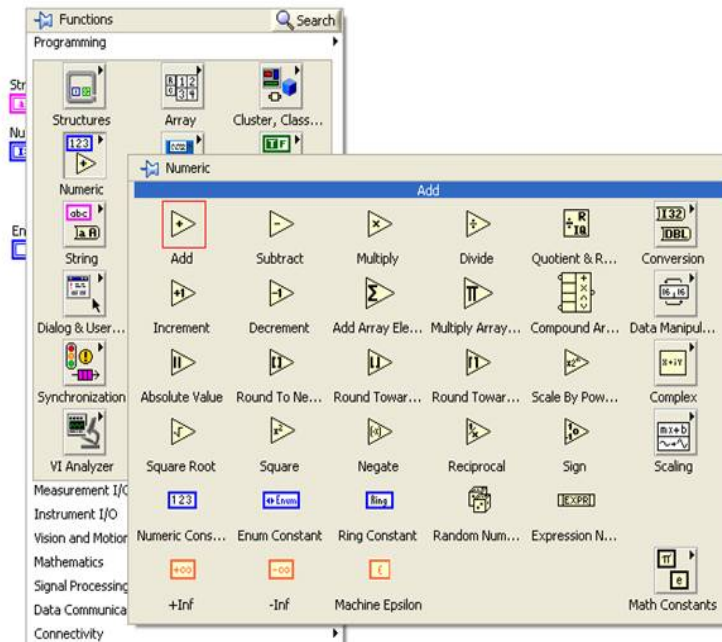 Functions
Search
Programming
Str
Nu
En
Structures
Array
Cluster, Class...
Numeric
String
Dialog & User...
Synchronization
VI Analyzer
Measurement I/O
Instrument I/O
Vision and Motion
Mathematics
Signal Processing
Data Communica
Connectivity
Numeric
Add
Add
Subtract
Multiply
Divide
Quotient & R...
Conversion
Increment
Decrement
Add Array Ele...
Multiply Array...
Compound Ar...
Data Manipul...
Absolute Value
Round To Ne...
Round Towar...
Round Towar...
Scale By Pow...
Complex
Square Root
Square
Negate
Reciprocal
Sign
Scaling
Numeric Cons...
Enum Constant
Ring Constant
Random Num...
Expression N...
+Inf
-Inf
Machine Epsilon
Math Constants